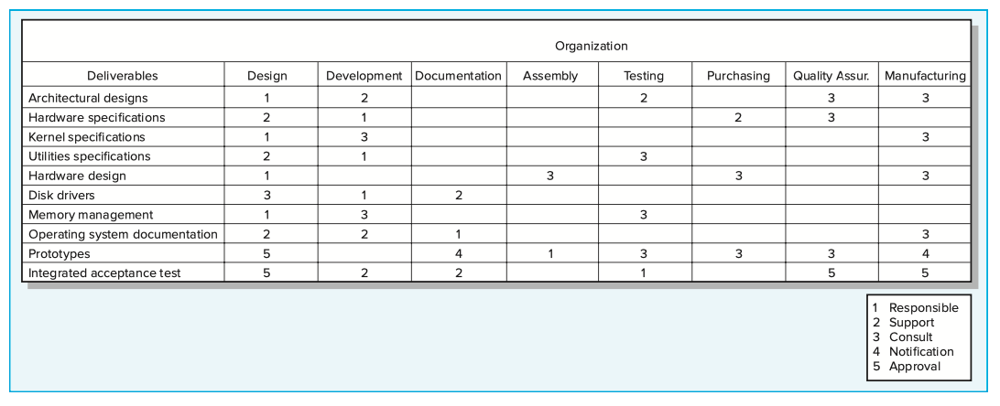 Organization
Deliverables Design Development Documentation Assembly Testing Purchasing Quality Assur. Manufacturing
Architectural designs 1 2 2 3 3
Hardware specifications 2 1 2 3
Kernel specifications 1 3 3
Utilities specifications 2 1 3
Hardware design 1 3 3 3
Disk drivers 3 1 2
Memory management 1 3 3
Operating system documentation 2 2 1 3
Prototypes 5 4 1 3 3 3 4
Integrated acceptance test 5 2 2 1 5 5
1 Responsible
2 Support
3 Consult
4 Notification
5 Approval